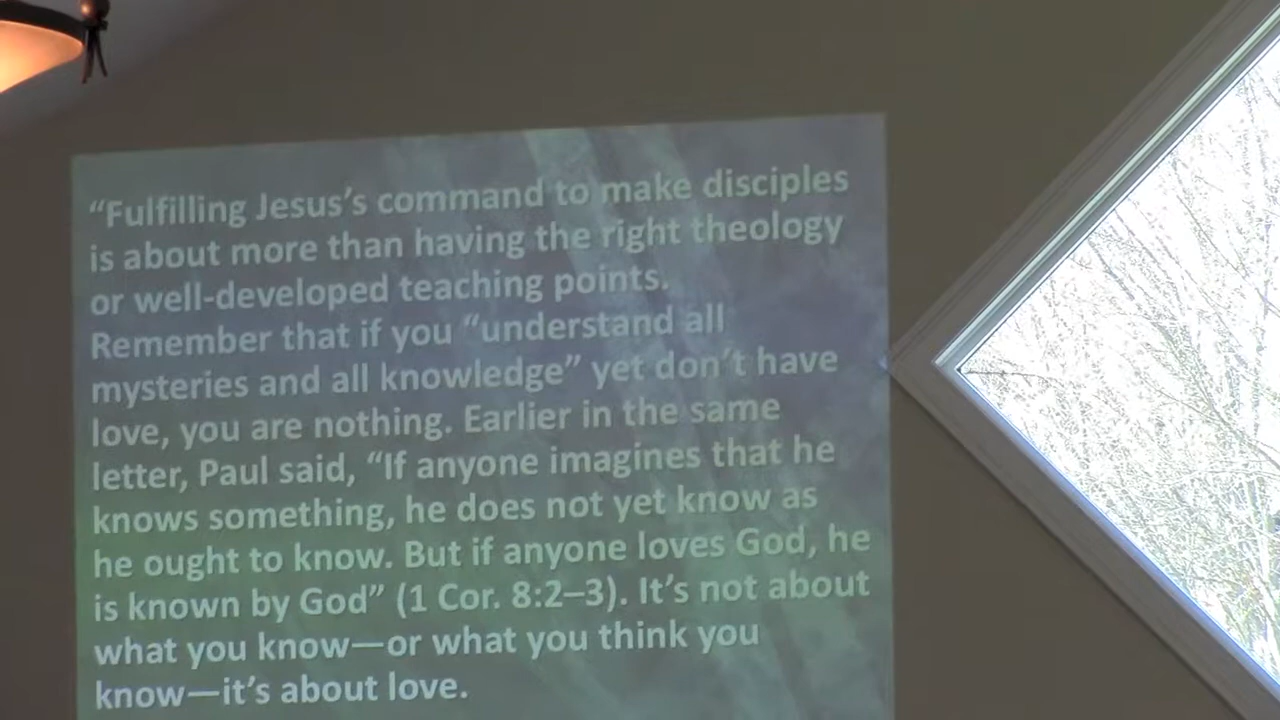 “Fulfilling Jesus’s command to make disciples
is about more than having the right theology
or well-developed teaching points.
Remember that if you “understand all
mysteries and all knowledge” yet don’t have
love, you are nothing. Earlier in the same
letter, Paul said, “If anyone imagines that he
knows something, he does not yet know as
he ought to know. But if anyone loves God, he
is known by God” (1 Cor. 8:2–3). It’s not about
what you know—or what you think you
know—it’s about love.